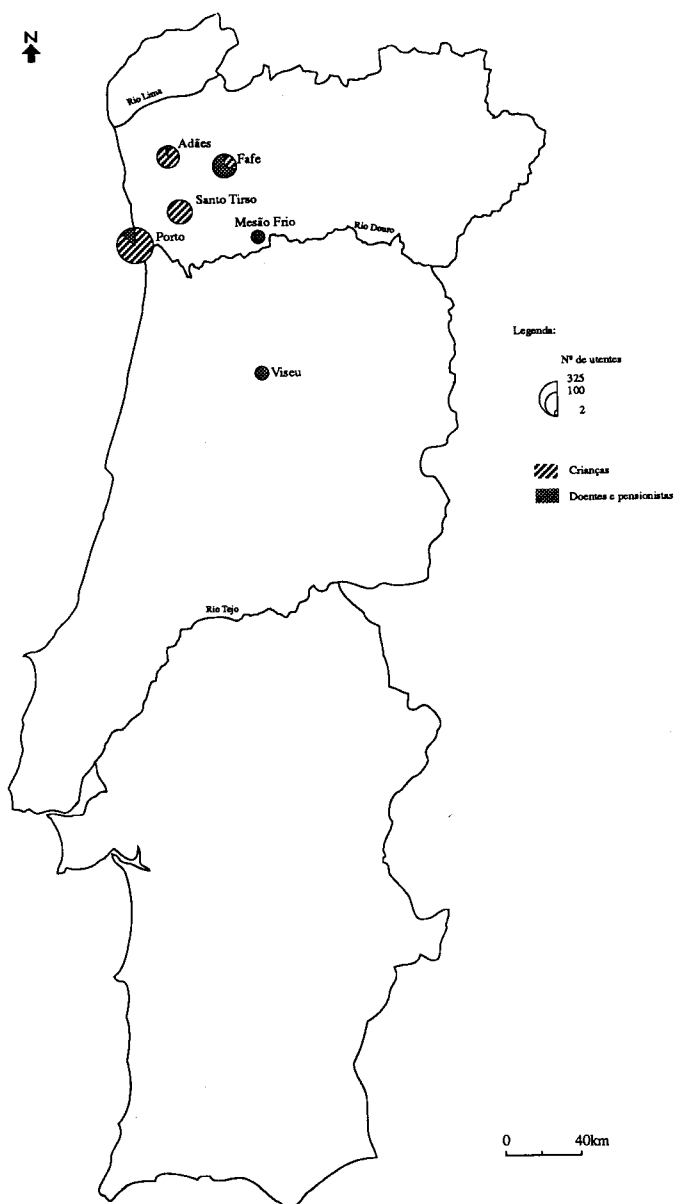 N
Rio Lima
Adães
Fafe
Santo Tirso
Mesão Frio
Rio Douro
Porto
Legenda:
Nº de utentes
325
100
2
Viseu
Crianças
Doentes e pensionistas
Rio Tejo
0 40km